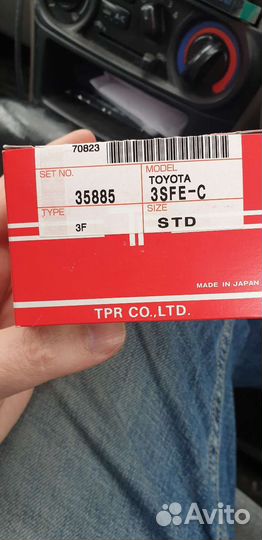 A/C
70823
SET NO.
MODEL
TOYOTA
35885
3SFE-C
TYPE
SIZE
3F
STD
MADE IN JAPAN
TPR CO.,LTD.
Avito